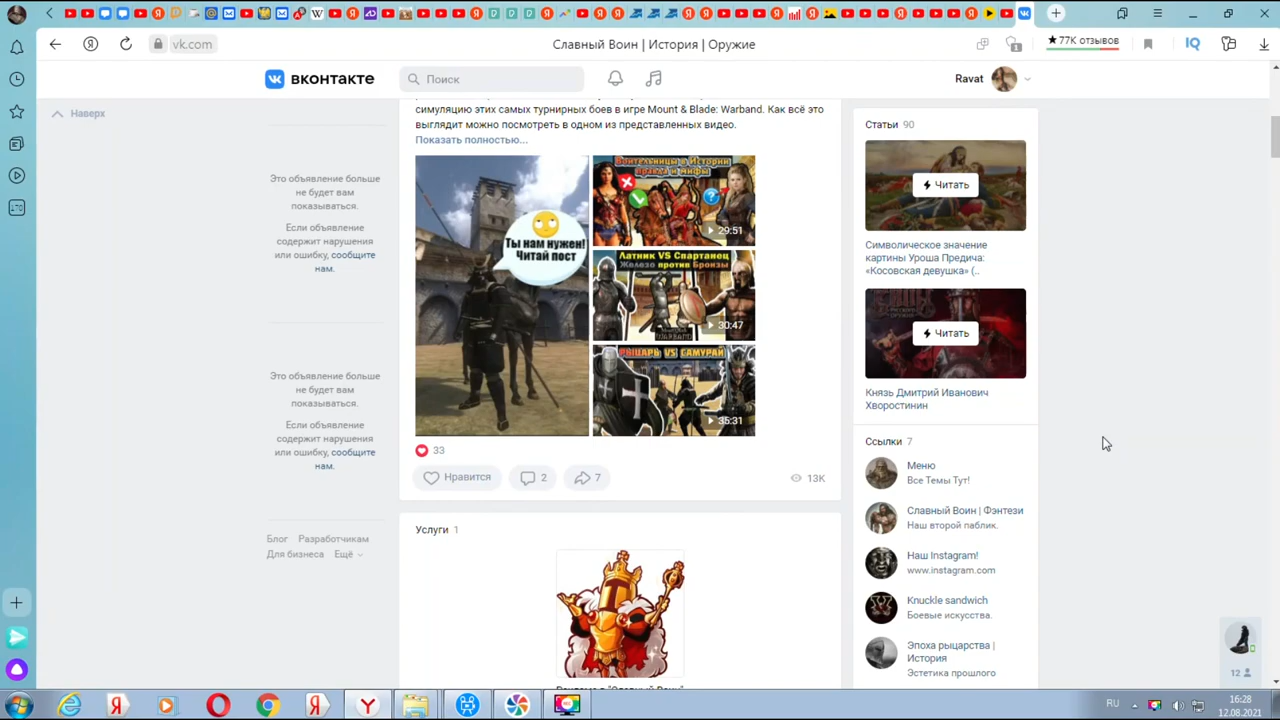 vk.com
Славный Воин | История | Оружие
★77K отзывов
1
вконтакте
Поиск
Ravat
Наверх
Это объявление больше
не будет вам
показываться.
Если объявление
содержит нарушения
или ошибку, сообщите
нам.
Это объявление больше
не будет вам
показываться.
Если объявление
содержит нарушения
или ошибку, сообщите
нам.
Блог Разработчикам
Для бизнеса Ещё
симуляцию этих самых турнирных боев в игре Mount & Blade: Warband. Как всё это
выглядит можно посмотреть в одном из представленных видео.
Показать полностью...
Ты нам нужен!
Читай пост
Воительницы в Истории
правда и мифы
29:51
Латник VS Спартанец
Железо против Бронзы
30:47
РЫЦАРЬ VS САМУРАЙ
35:31
33
Нравится
2
7
13K
Услуги 1
Статьи 90
Читать
Символическое значение
картины Уроша Предича:
«Косовская девушка» (..
Читать
Князь Дмитрий Иванович
Хворостинин
Ссылки 7
Меню
Все Темы Тут!
Славный Воин | Фэнтези
Наш второй паблик.
Наш Instagram!
www.instagram.com
Knuckle sandwich
Боевые искусства.
Эпоха рыцарства |
История
Эстетика прошлого
12
RU
16:28
12.08.2021